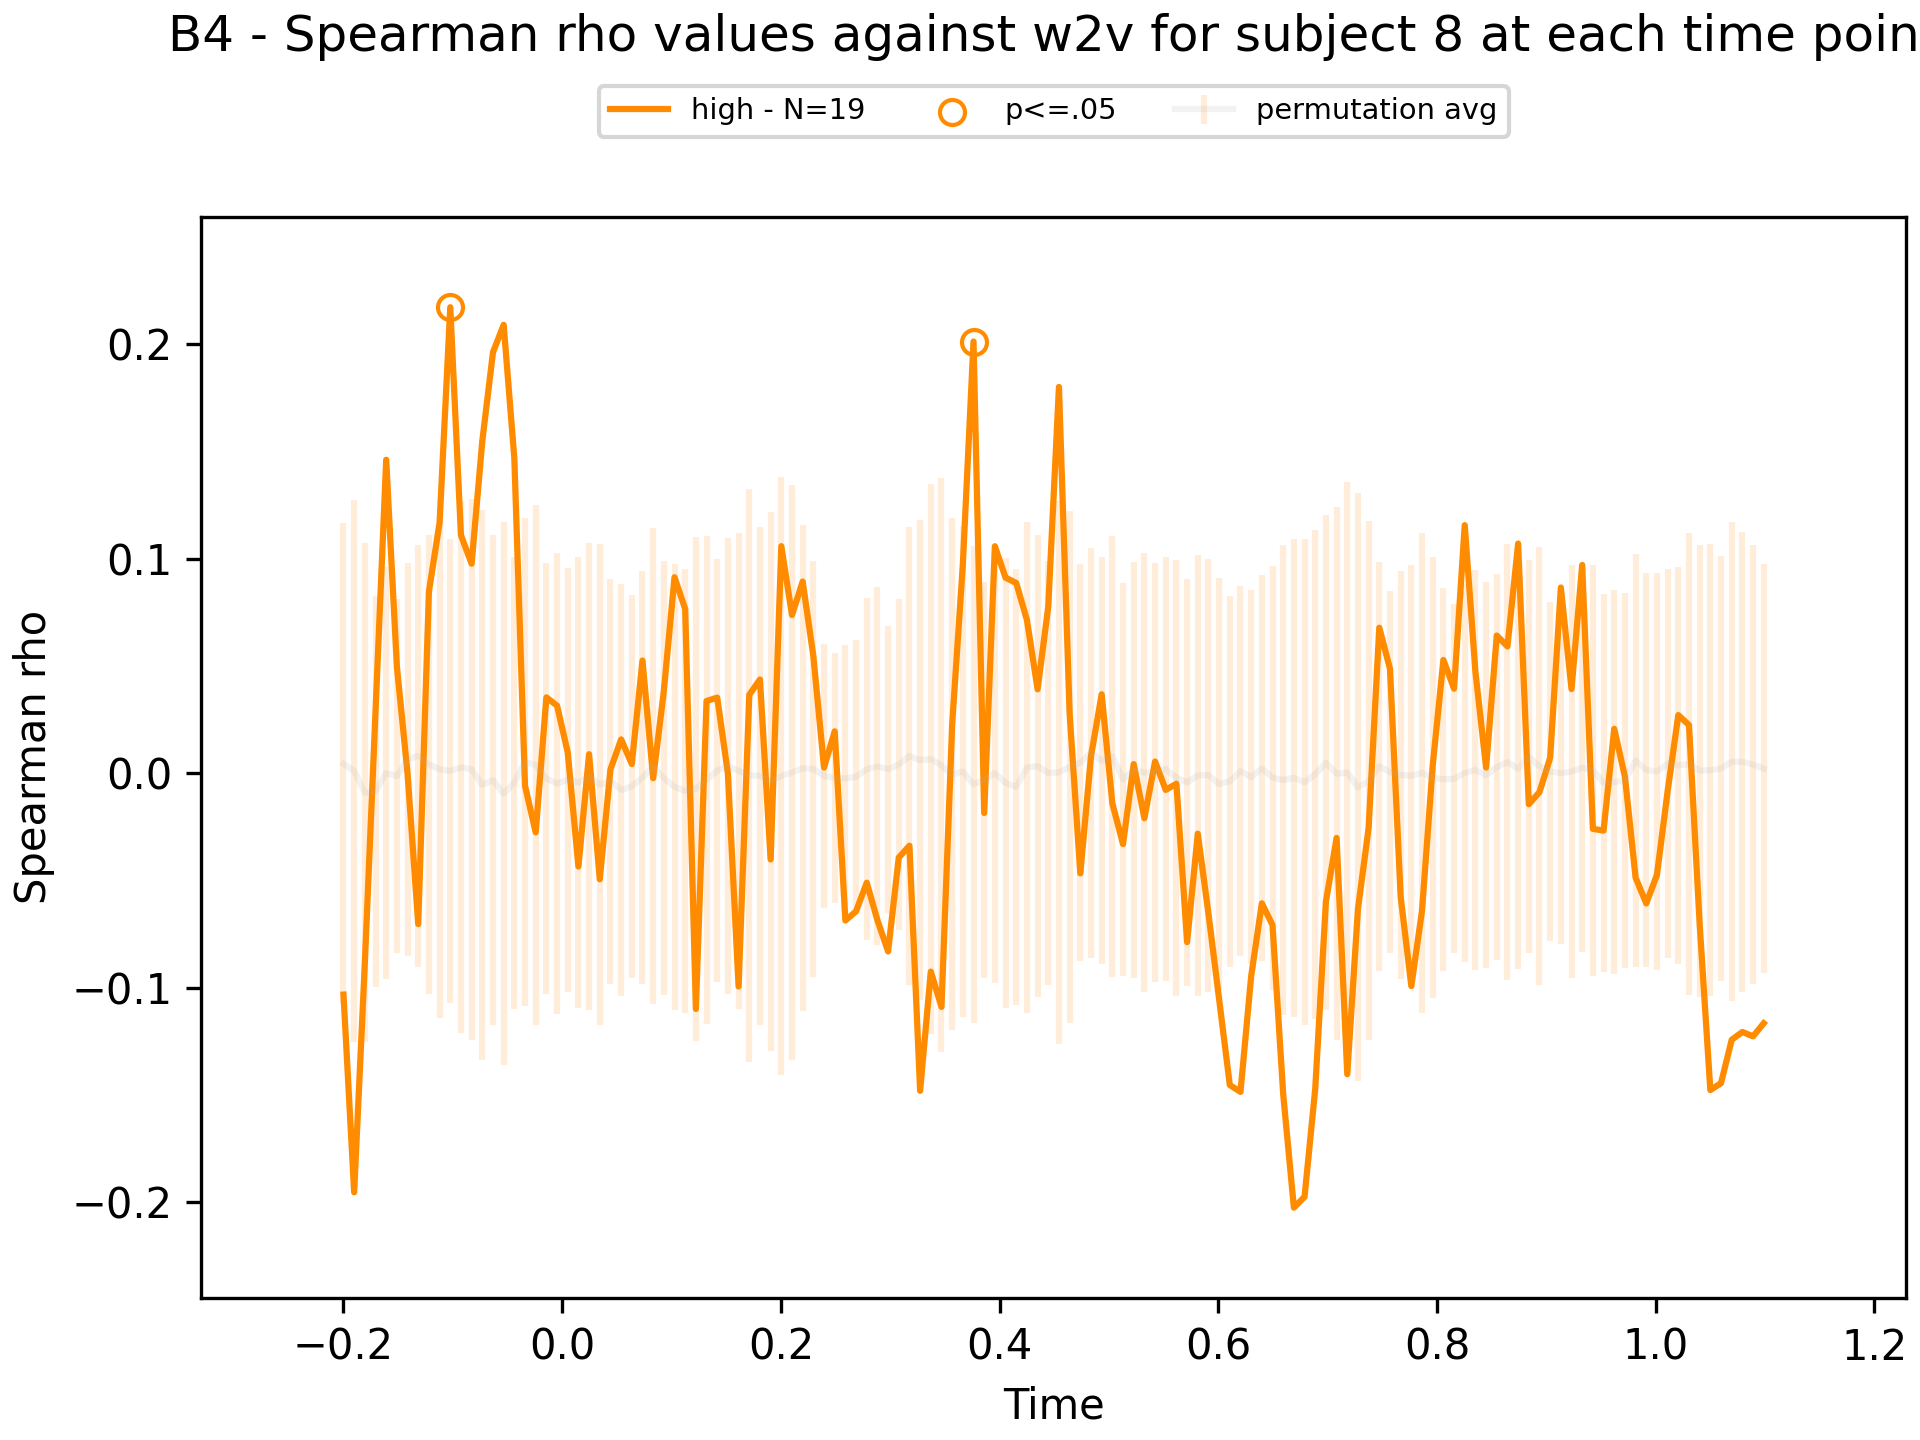 B4 - Spearman rho values against w2v for subject 8 at each time poin
high - N=19 p<=.05 permutation avg
0.2
0.1
0.0
−0.1
−0.2
Spearman rho
−0.2 0.0 0.2 0.4 0.6 0.8 1.0 1.2
Time